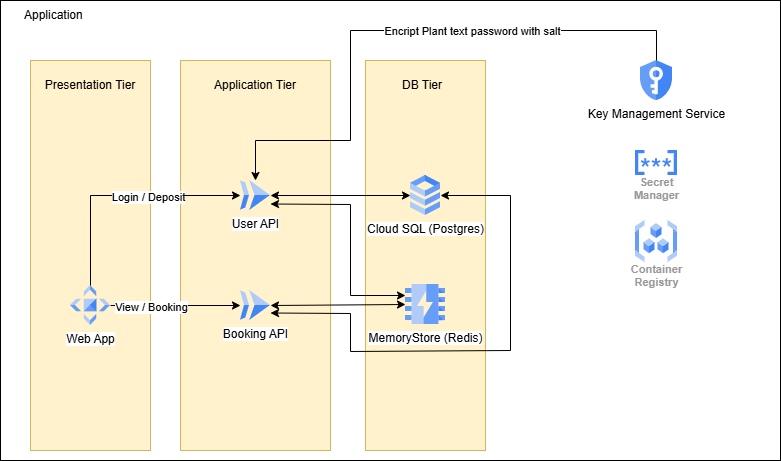 Application
Encript Plant text password with salt
Presentation Tier
Application Tier
DB Tier
Key Management Service
Secret
Manager
Login / Deposit
User API
Cloud SQL (Postgres)
Container
Registry
View / Booking
Web App
Booking API
MemoryStore (Redis)